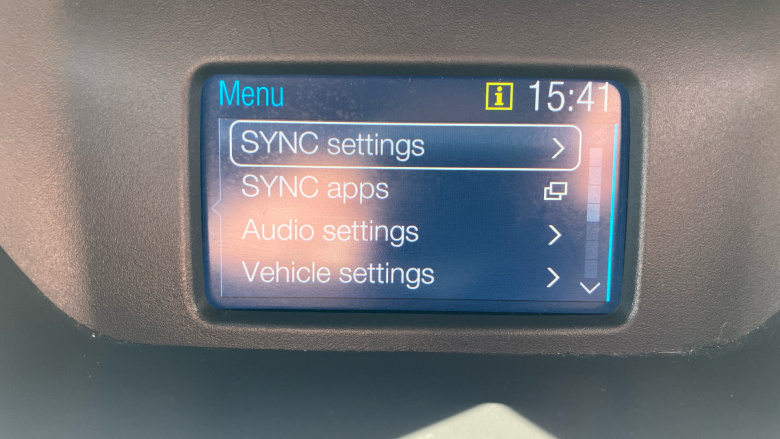 Menu i 15:41
SYNC settings
SYNC apps
Audio settings
Vehicle settings